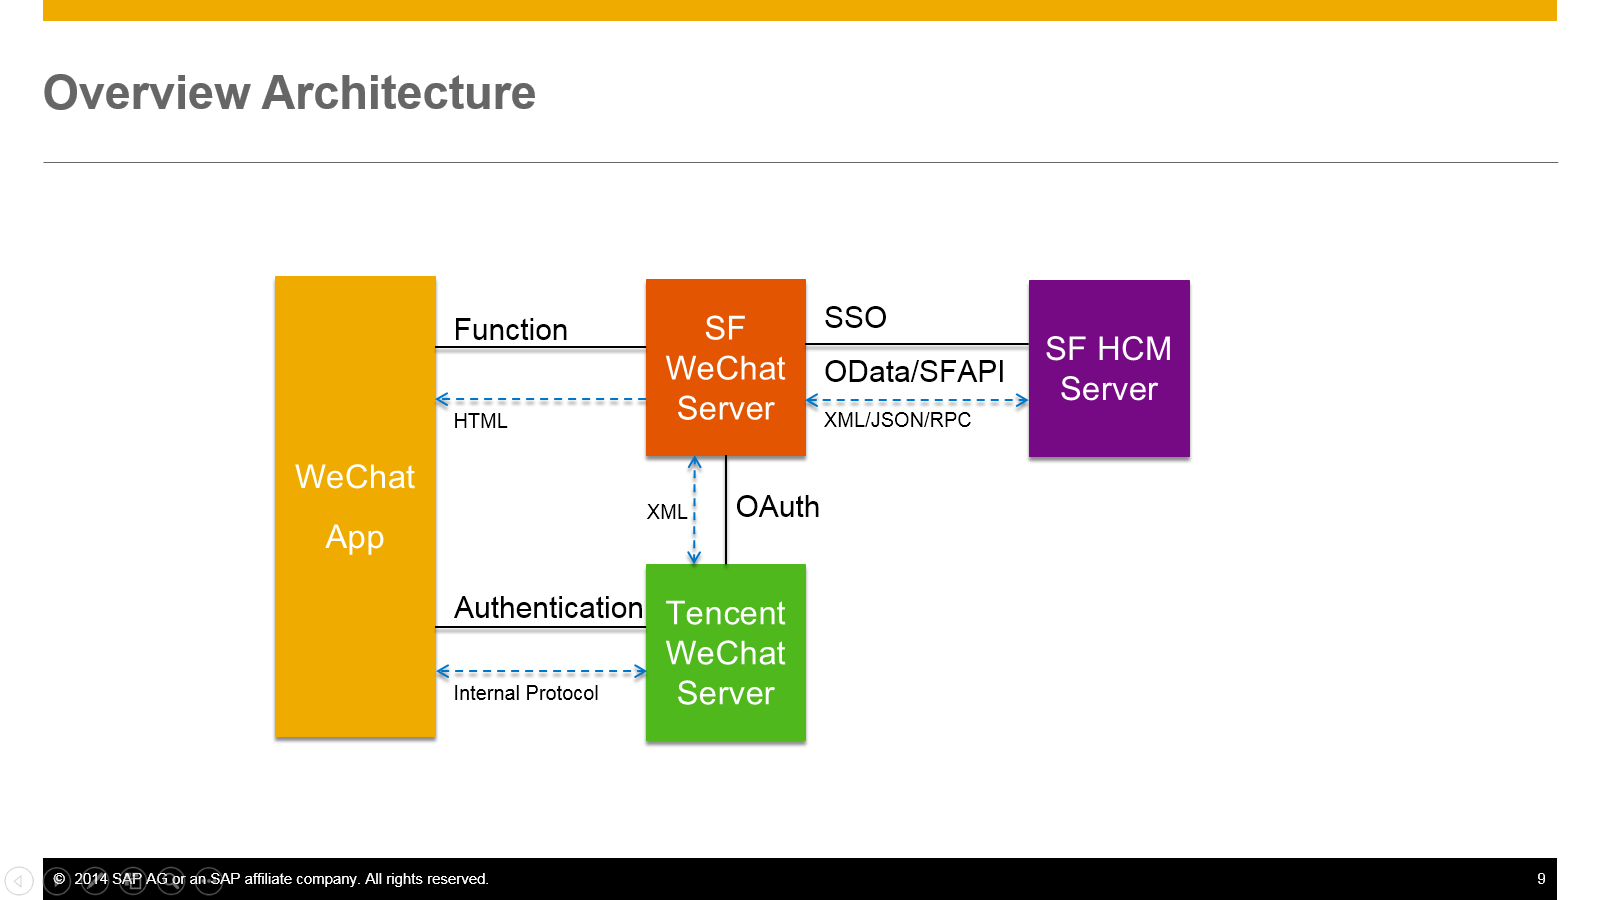 Overview Architecture
Function
HTML
SF
WeChat
Server
SSO
OData/SFAPI
XML/JSON/RPC
SF HCM
Server
WeChat
App
XML
OAuth
Authentication
Internal Protocol
Tencent
WeChat
Server
© 2014 SAP AG or an SAP affiliate company. All rights reserved.
9